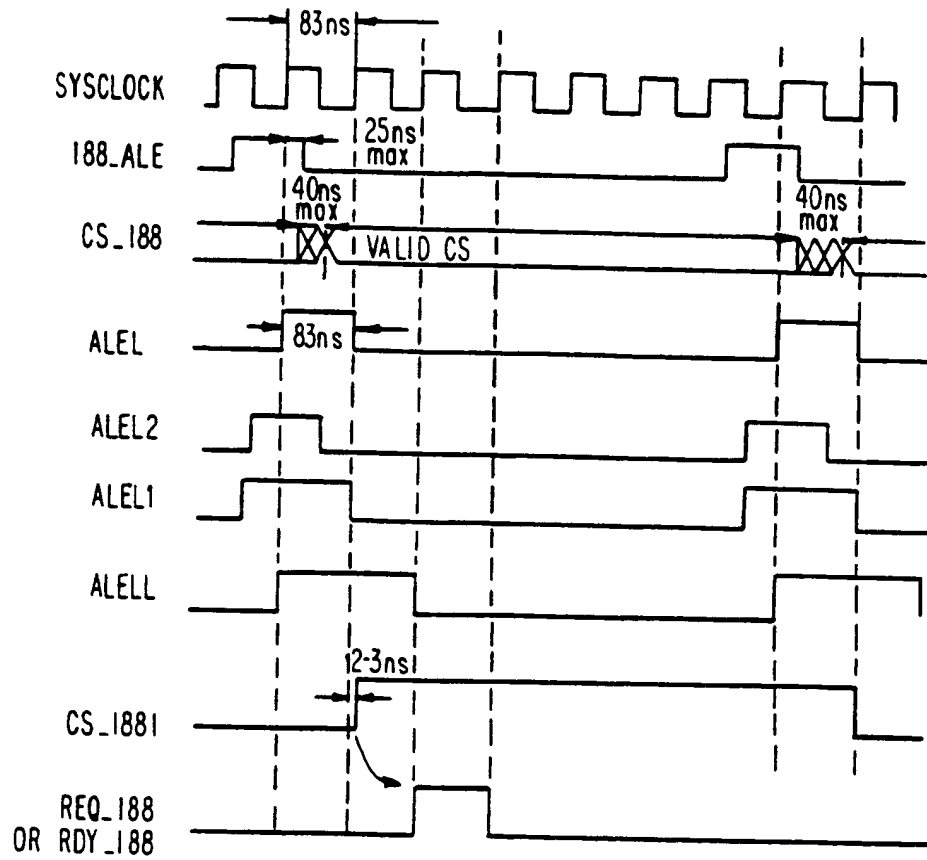 83ns
SYSCLOCK
188_ALE
25ns
max
40ns
max
40ns
max
CS_188
VALID CS
ALEL
83ns
ALEL2
ALEL1
ALELL
2-3ns
CS_1881
REQ_188
OR RDY_188